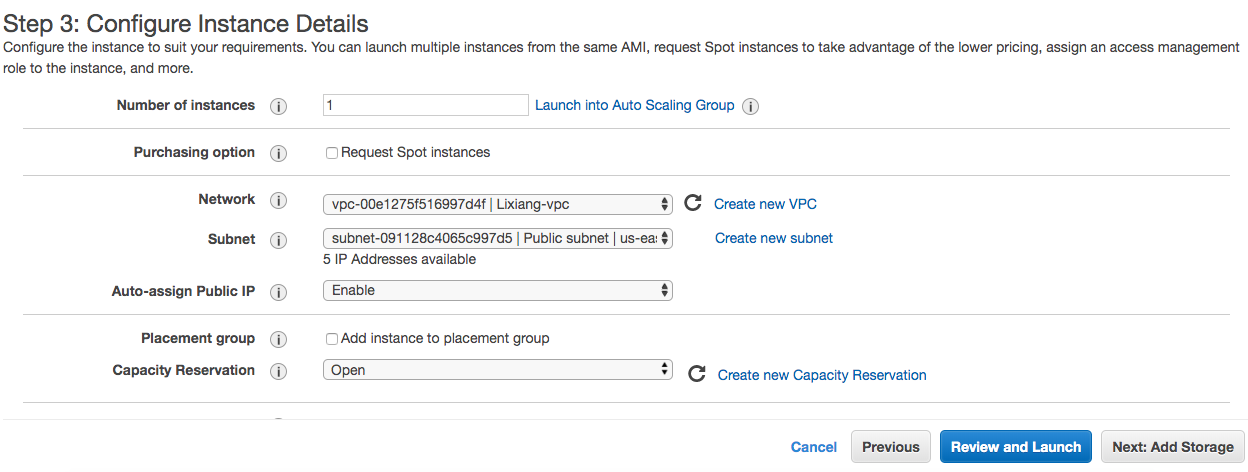 Step 3: Configure Instance Details
Configure the instance to suit your requirements. You can launch multiple instances from the same AMI, request Spot instances to take advantage of the lower pricing, assign an access management
role to the instance, and more.
Number of instances i 1 Launch into Auto Scaling Group i
Purchasing option i Request Spot instances
Network i vpc-00e1275f516997d4f | Lixiang-vpc Create new VPC
Subnet i subnet-091128c4065c997d5 | Public subnet | us-eas Create new subnet
5 IP Addresses available
Auto-assign Public IP i Enable
Placement group i Add instance to placement group
Capacity Reservation i Open Create new Capacity Reservation
Cancel Previous Review and Launch Next: Add Storage